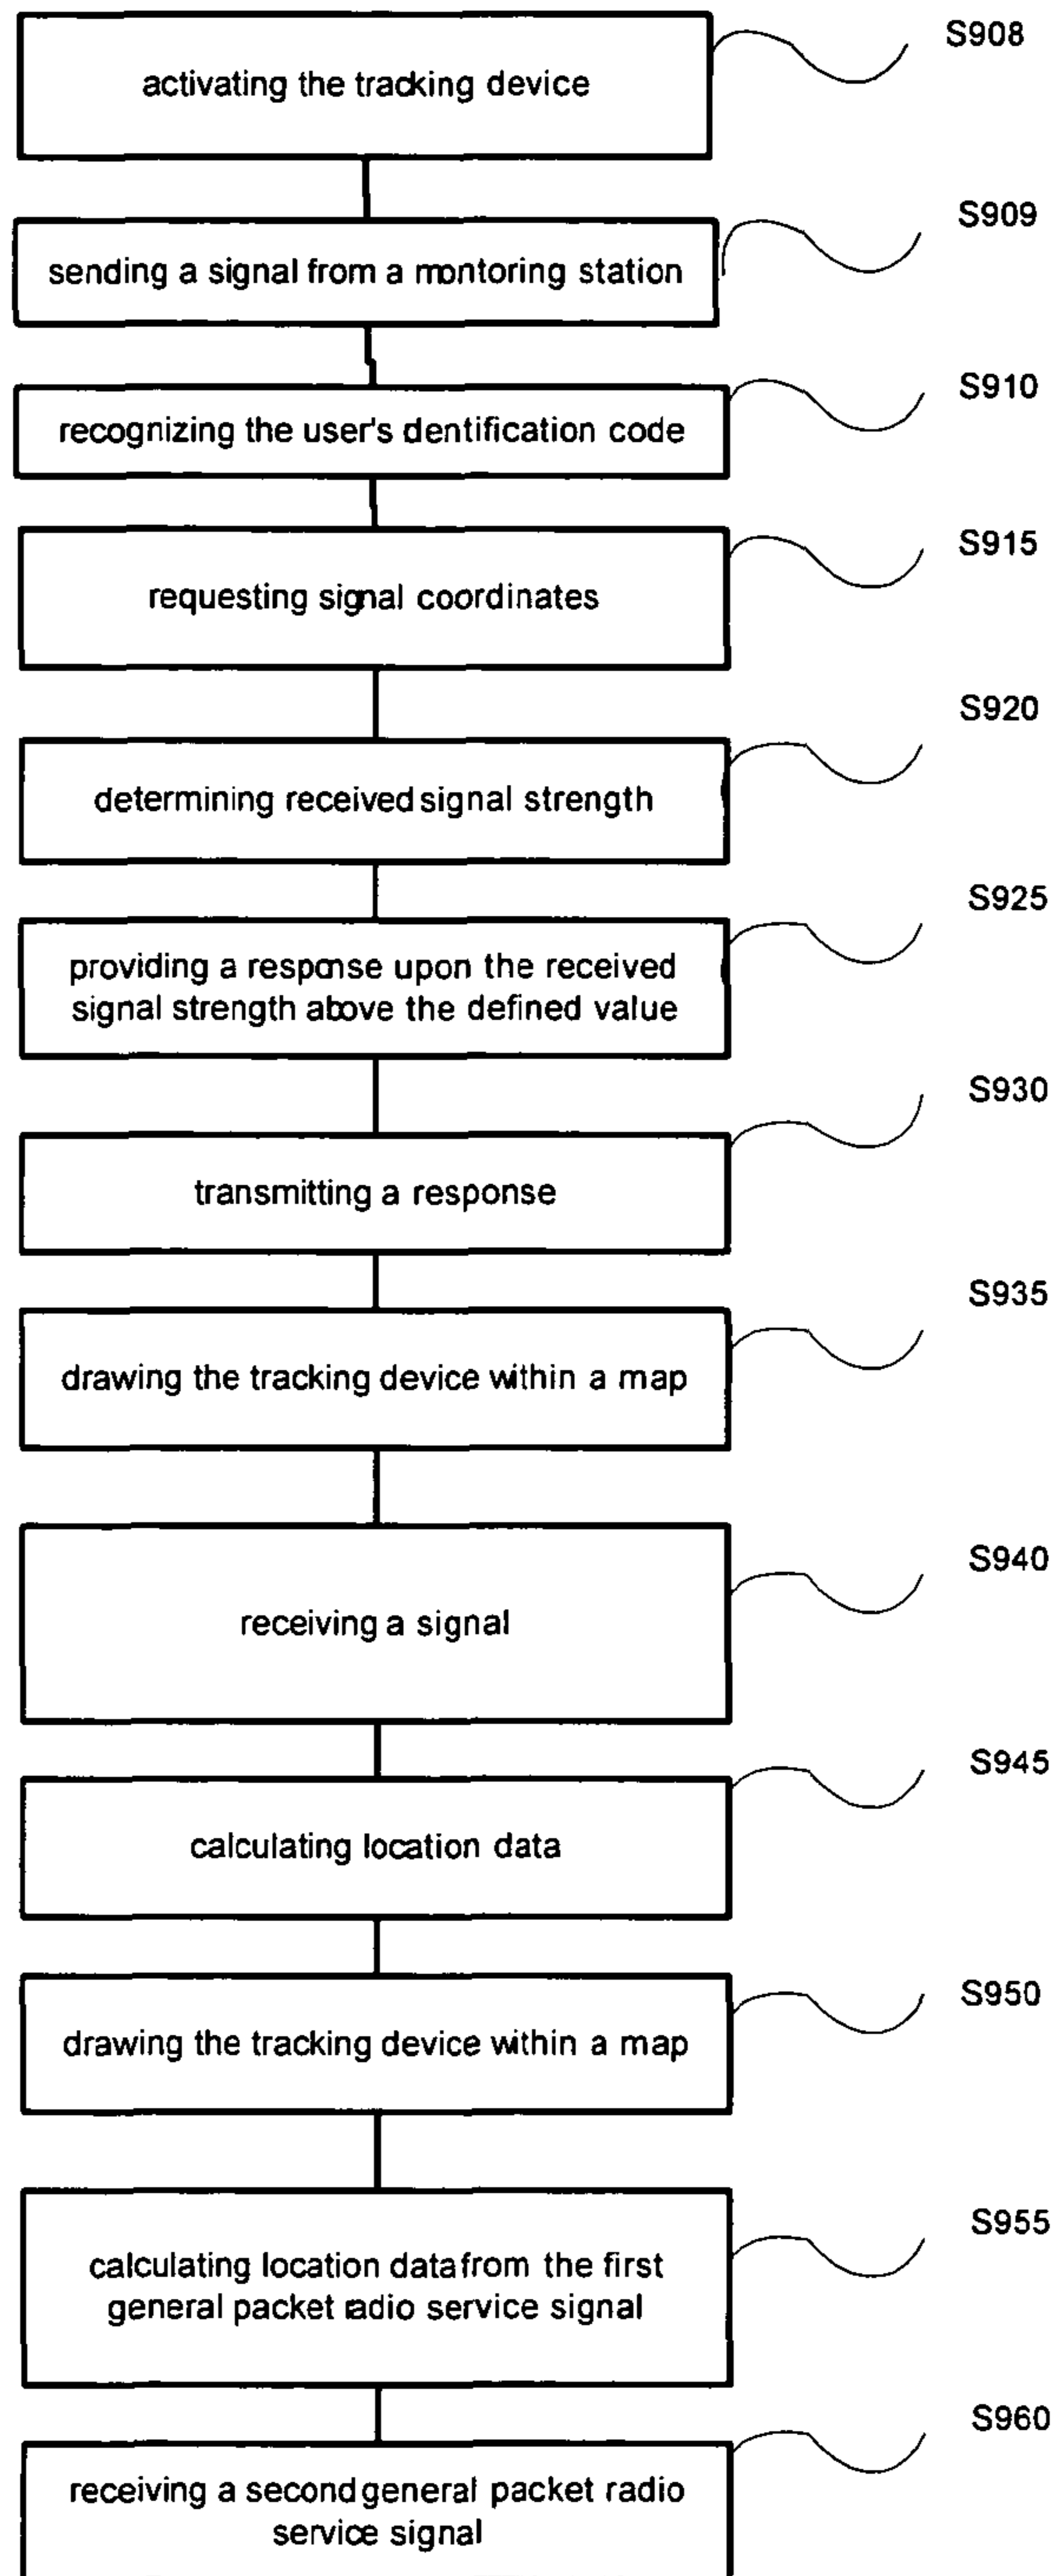 S908
activating the tracking device
S909
sending a signal from a montoring station
S910
recognizing the user's dentification code
S915
requesting signal coordinates
S920
determining received signal strength
S925
providing a response upon the received
signal strength above the defined value
S930
transmitting a response
S935
drawing the tracking device within a map
S940
receiving a signal
S945
calculating location data
S950
drawing the tracking device within a map
S955
calculating location data from the first
general packet radio service signal
S960
receiving a second general packet radio
service signal